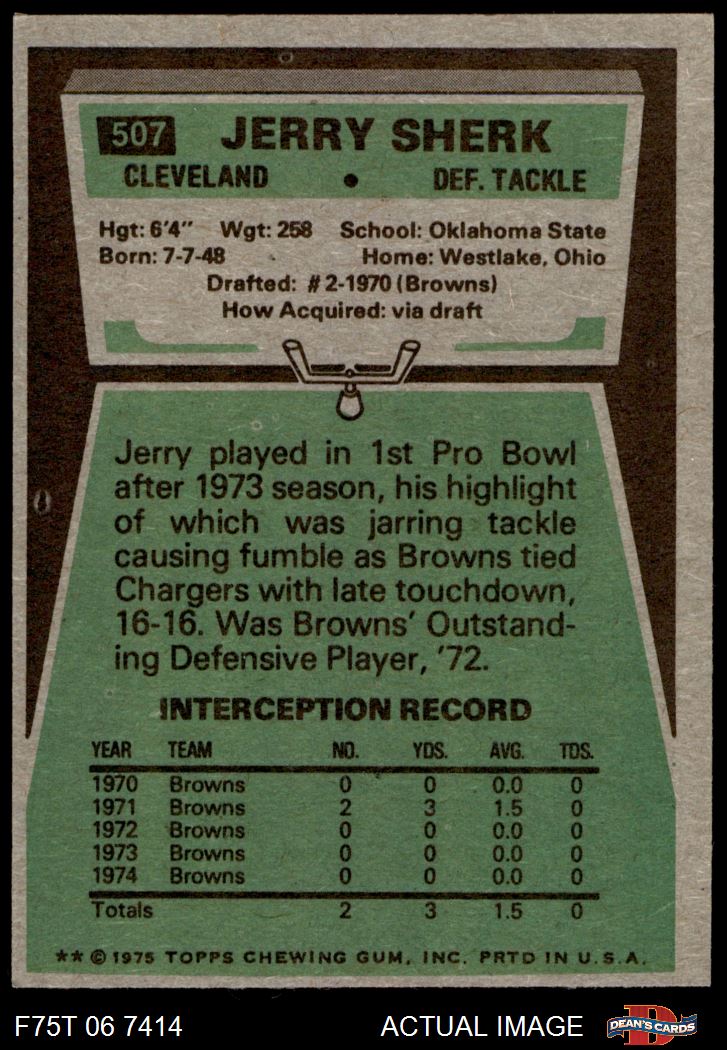 507 JERRY SHERK
CLEVELAND • DEF. TACKLE
Hgt: 6'4" Wgt: 258 School: Oklahoma State
Born: 7-7-48 Home: Westlake, Ohio
Drafted: #2-1970 (Browns)
How Acquired: via draft
Jerry played in 1st Pro Bowl
after 1973 season, his highlight
of which was jarring tackle
causing fumble as Browns tied
Chargers with late touchdown,
16-16. Was Browns' Outstand-
ing Defensive Player, '72.
INTERCEPTION RECORD
YEAR TEAM NO. YDS. AVG. TDS.
1970 Browns 0 0 0.0 0
1971 Browns 2 3 1.5 0
1972 Browns 0 0 0.0 0
1973 Browns 0 0 0.0 0
1974 Browns 0 0 0.0 0
Totals 2 3 1.5 0
** © 1975 TOPPS CHEWING GUM, INC. PRTD IN U.S.A.
F75T 06 7414 ACTUAL IMAGE D DEAN'S CARDS